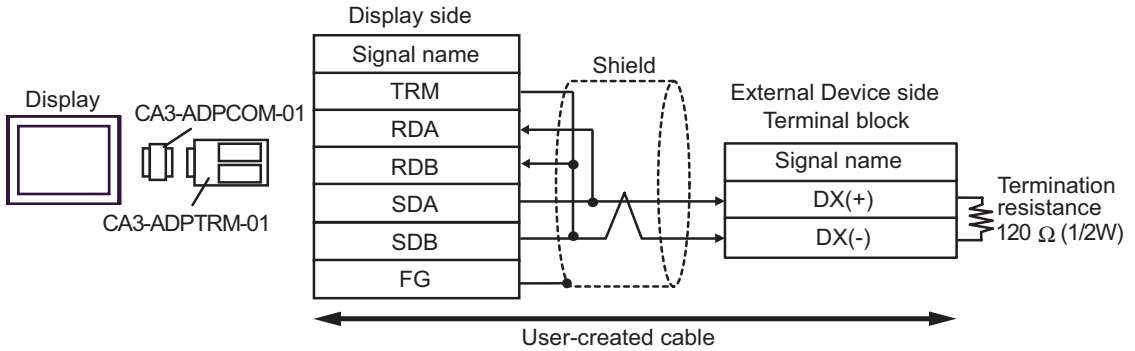 Display side
Signal name
TRM
RDA
RDB
SDA
SDB
FG
Shield
Display
CA3-ADPCOM-01
CA3-ADPTRM-01
External Device side
Terminal block
Signal name
DX(+)
DX(-)
Termination
resistance
120 Ω (1/2W)
User-created cable